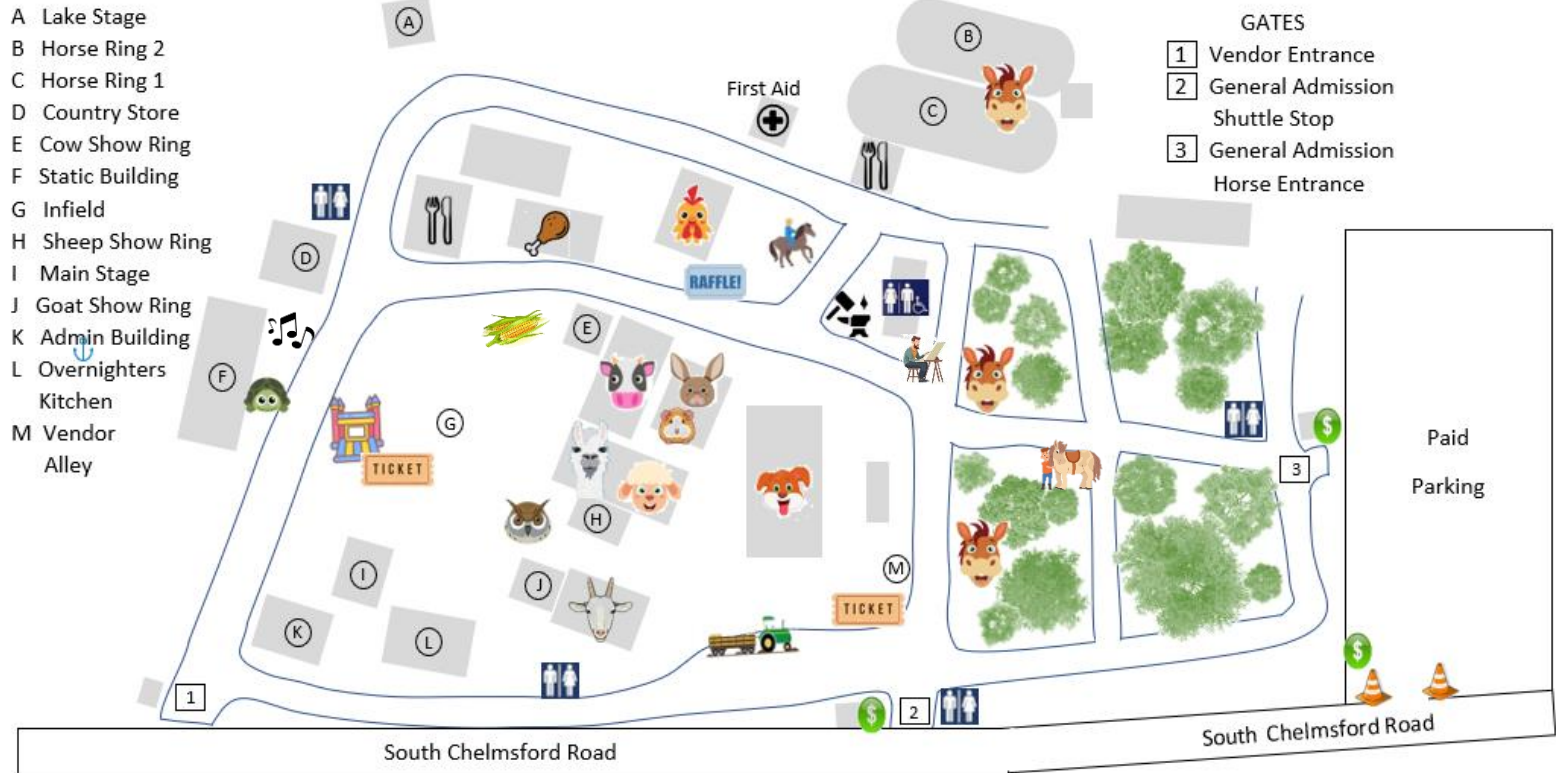 A Lake Stage
B Horse Ring 2
C Horse Ring 1
D Country Store
E Cow Show Ring
F Static Building
G Infield
H Sheep Show Ring
I Main Stage
J Goat Show Ring
K Admin Building
L Overnighters
Kitchen
M Vendor
Alley
GATES
1 Vendor Entrance
2 General Admission
Shuttle Stop
3 General Admission
Horse Entrance
A
B
First Aid
C
D
RAFFLE!
E
F
G
TICKET
H
3
$
Paid
Parking
I
J
M
TICKET
K
L
$
1
$
2
South Chelmsford Road
South Chelmsford Road